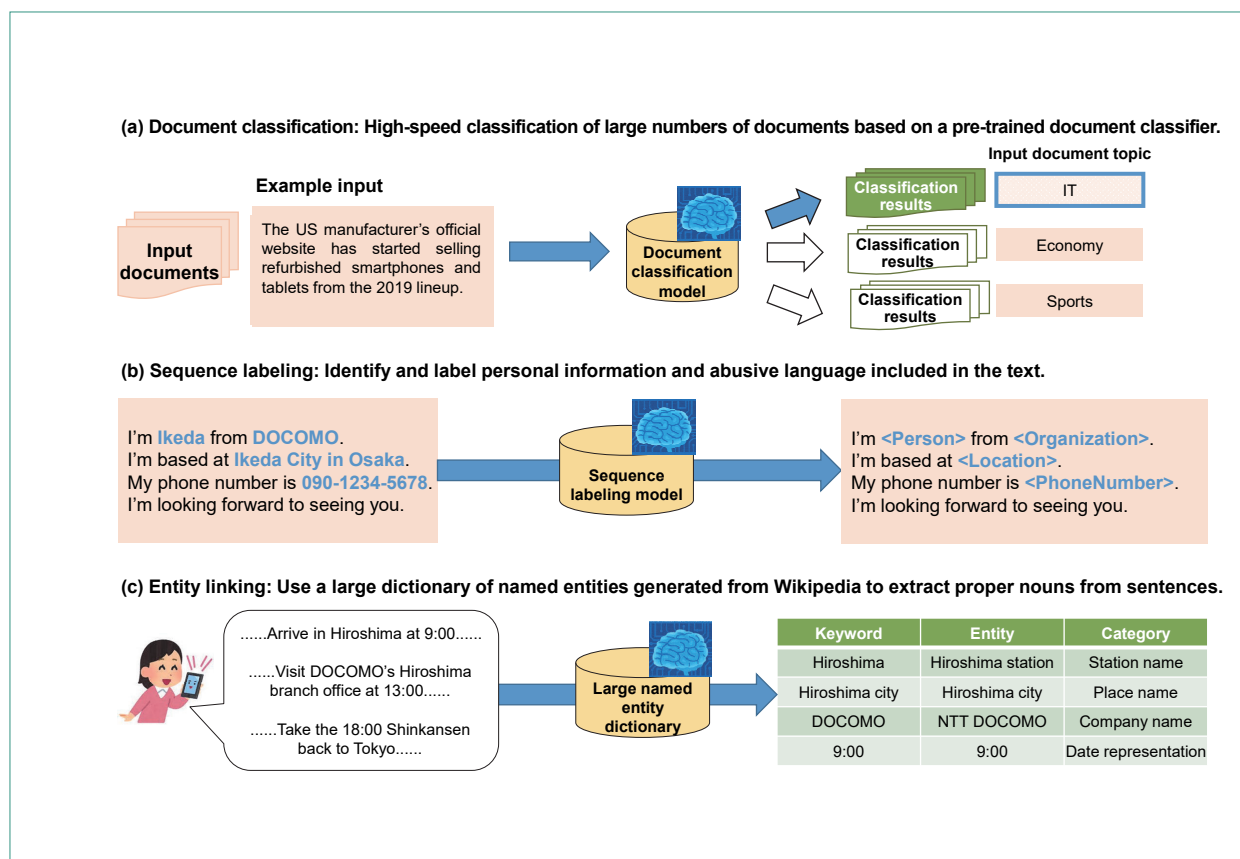 (a) Document classification: High-speed classification of large numbers of documents based on a pre-trained document classifier.
Input document topic
Example input
Input
documents
The US manufacturer's official
website has started selling
refurbished smartphones and
tablets from the 2019 lineup.
Document
classification
model
Classification
results
IT
Classification
results
Economy
Classification
results
Sports
(b) Sequence labeling: Identify and label personal information and abusive language included in the text.
I'm Ikeda from DOCOMO.
I'm based at Ikeda City in Osaka.
My phone number is 090-1234-5678.
I'm looking forward to seeing you.
Sequence
labeling model
I'm <Person> from <Organization>.
I'm based at <Location>.
My phone number is <PhoneNumber>.
I'm looking forward to seeing you.
(c) Entity linking: Use a large dictionary of named entities generated from Wikipedia to extract proper nouns from sentences.
......Arrive in Hiroshima at 9:00......
......Visit DOCOMO's Hiroshima
branch office at 13:00......
......Take the 18:00 Shinkansen
back to Tokyo......
Large named
entity
dictionary
Keyword Entity Category
Hiroshima Hiroshima station Station name
Hiroshima city Hiroshima city Place name
DOCOMO NTT DOCOMO Company name
9:00 9:00 Date representation